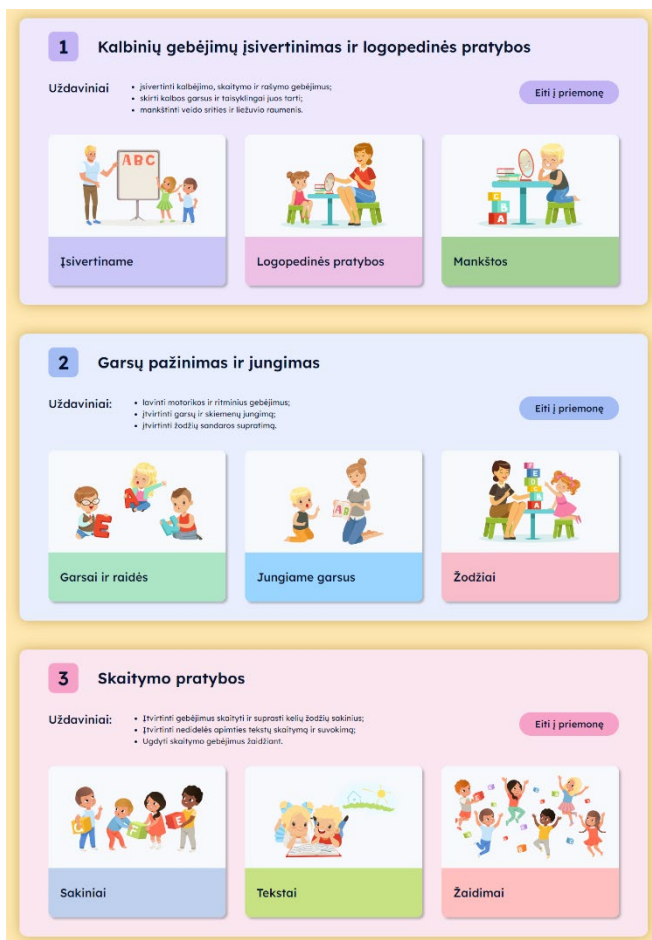 1 Kalbinių gebėjimų įsivertinimas ir logopedinės pratybos
Uždaviniai
• įsivertinti kalbėjimo, skaitymo ir rašymo gebėjimus;
• skirti kalbos garsus ir taisyklingai juos tarti;
• mankštinti veido srities ir liežuvio raumenis.
Eiti į priemonę
ABC
Įsivertiname
Logopedinės pratybos
Mankštos
2 Garsų pažinimas ir jungimas
Uždaviniai:
• lavinti motorikos ir ritminius gebėjimus;
• įtvirtinti garsų ir skiemenų jungimą;
• įtvirtinti žodžių sandaros supratimą.
Eiti į priemonę
Garsai ir raidės
Jungiame garsus
Žodžiai
3 Skaitymo pratybos
Uždaviniai:
• Įtvirtinti gebėjimus skaityti ir suprasti kelių žodžių sakinius;
• Įtvirtinti nedidelės apimties tekstų skaitymą ir suvokimą;
• Ugdyti skaitymo gebėjimus žaidžiant.
Eiti į priemonę
Sakiniai
Tekstai
Žaidimai